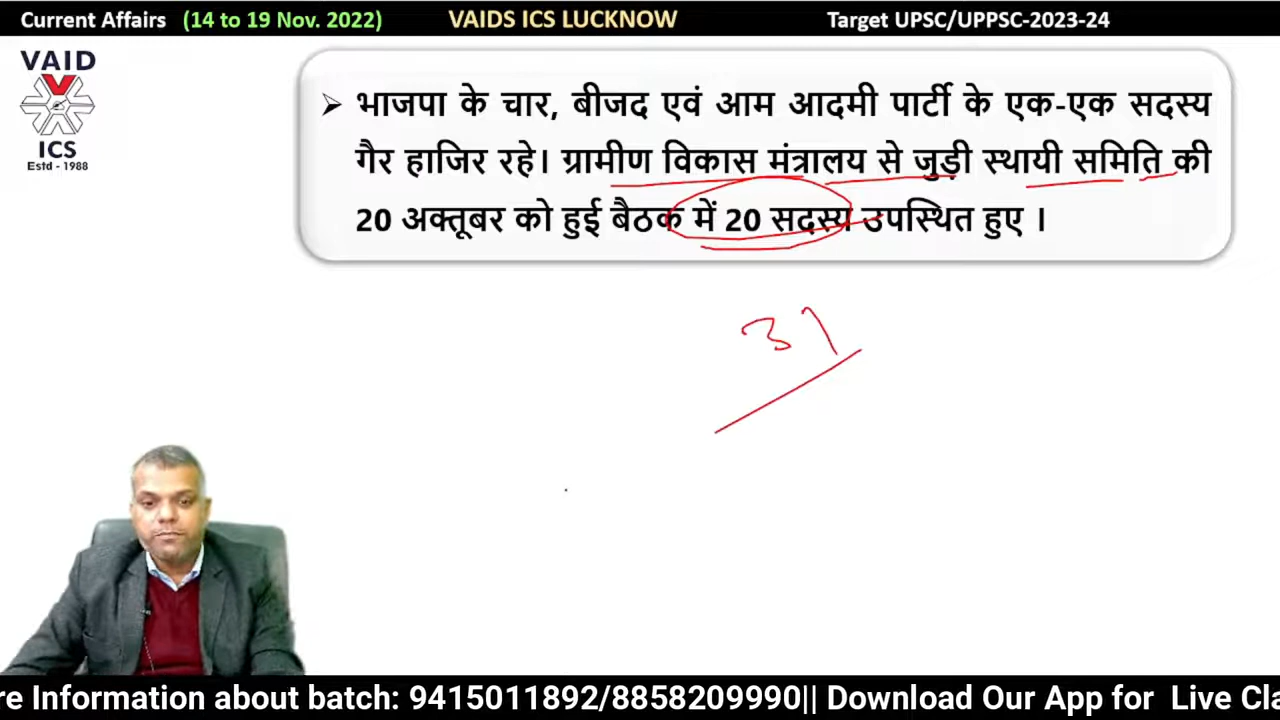 Current Affairs (14 to 19 Nov. 2022) VAIDS ICS LUCKNOW Target UPSC/UPPSC-2023-24
VAID
ICS
Estd - 1988
➢ भाजपा के चार, बीजद एवं आम आदमी पार्टी के एक-एक सदस्य
गैर हाजिर रहे। ग्रामीण विकास मंत्रालय से जुड़ी स्थायी समिति की
20 अक्तूबर को हुई बैठक में 20 सदस्य उपस्थित हुए ।
31
re Information about batch: 9415011892/8858209990|| Download Our App for Live Cla